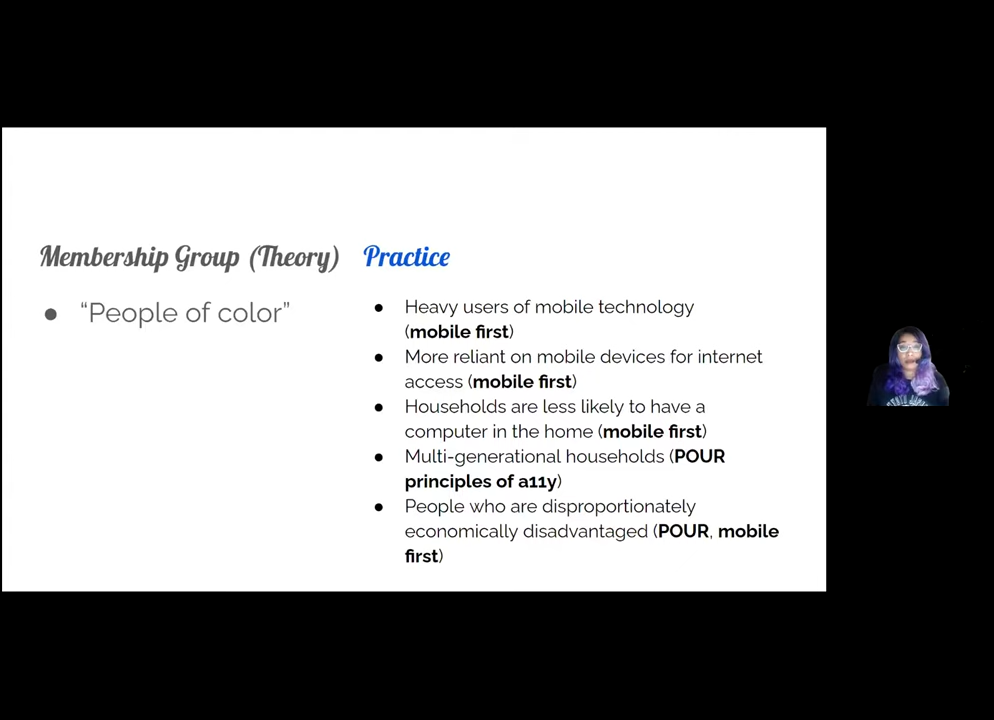 Membership Group (Theory)
● “People of color”
Practice
● Heavy users of mobile technology
(mobile first)
● More reliant on mobile devices for internet
access (mobile first)
● Households are less likely to have a
computer in the home (mobile first)
● Multi-generational households (POUR
principles of a11y)
● People who are disproportionately
economically disadvantaged (POUR, mobile
first)